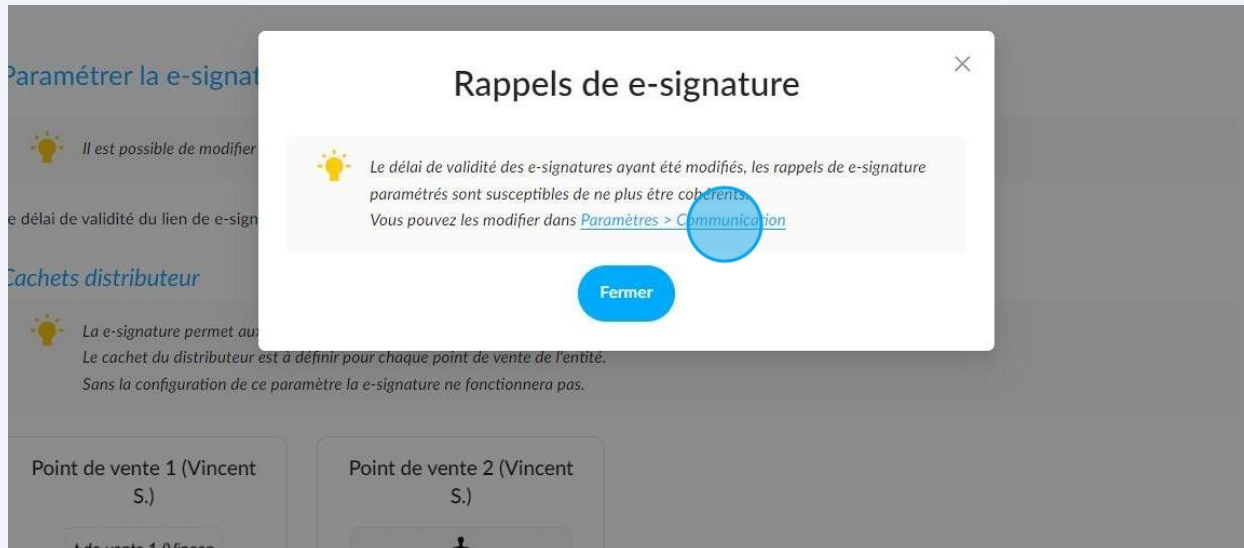 Paramétrer la e-signat
Rappels de e-signature
Il est possible de modifier
Le délai de validité des e-signatures ayant été modifiés, les rappels de e-signature
paramétrés sont susceptibles de ne plus être cohérents.
Vous pouvez les modifier dans Paramètres > Communication
e délai de validité du lien de e-sign
Fermer
Cachets distributeur
La e-signature permet aux
Le cachet du distributeur est à définir pour chaque point de vente de l'entité.
Sans la configuration de ce paramètre la e-signature ne fonctionnera pas.
Point de vente 1 (Vincent
S.)
Point de vente 2 (Vincent
S.)